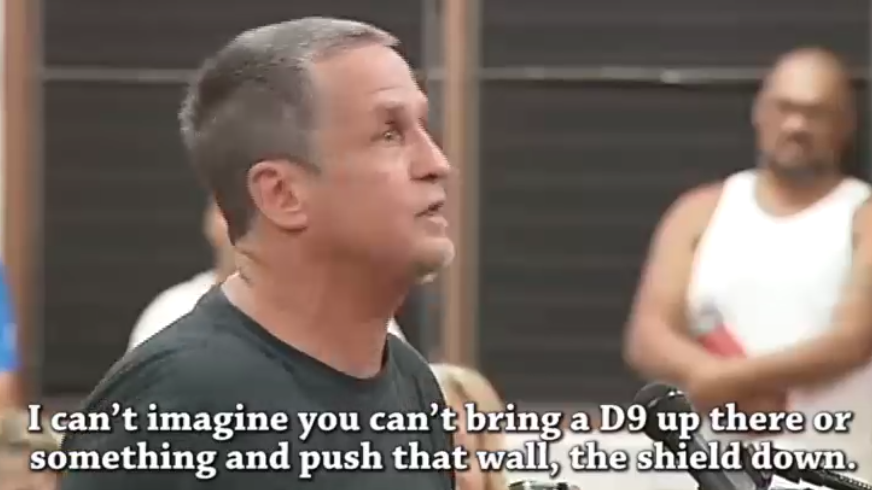 I can’t imagine you can’t bring a D9 up there or
something and push that wall, the shield down.